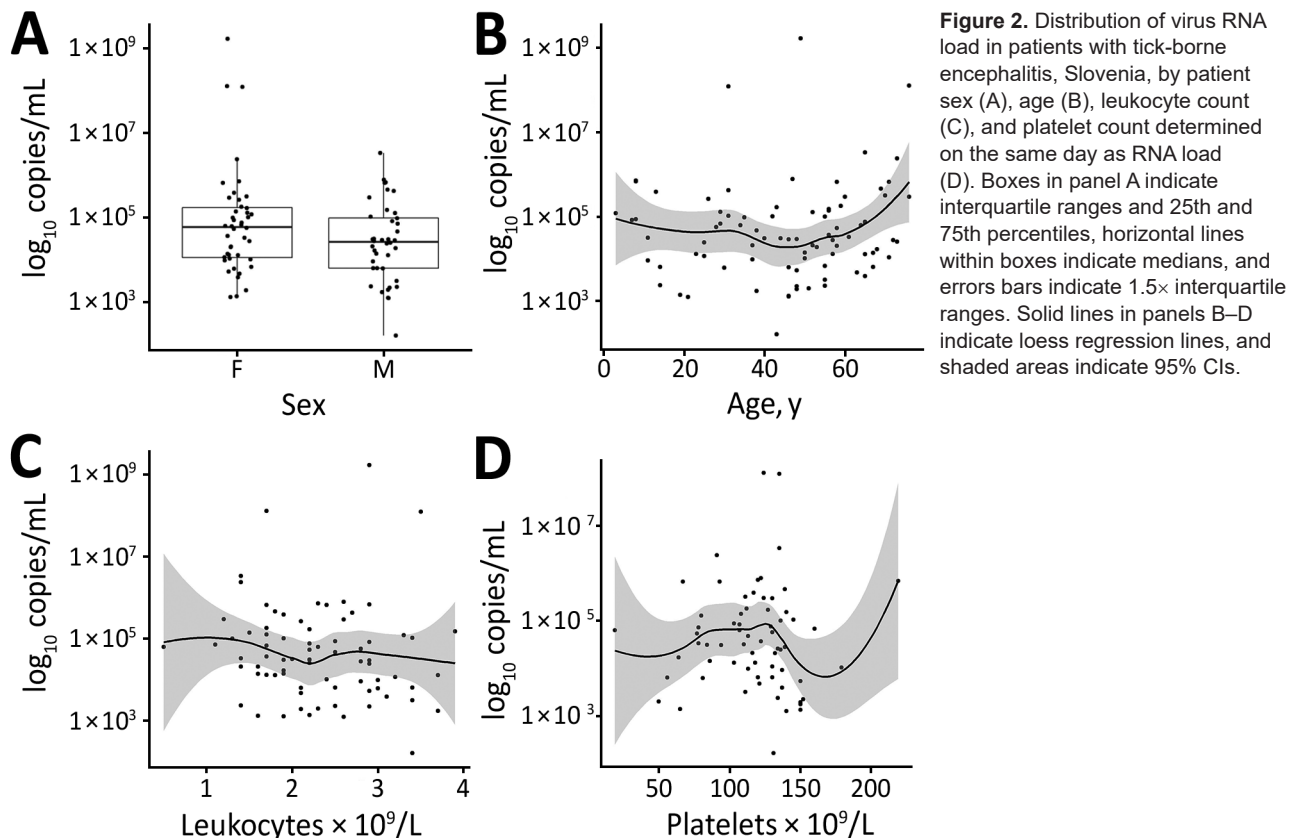 A
log10 copies/mL
1×10⁹
1×10⁷
1×10⁵
1×10³
F M
Sex
B
log10 copies/mL
1×10⁹
1×10⁷
1×10⁵
1×10³
0 20 40 60
Age, y
Figure 2. Distribution of virus RNA
load in patients with tick-borne
encephalitis, Slovenia, by patient
sex (A), age (B), leukocyte count
(C), and platelet count determined
on the same day as RNA load
(D). Boxes in panel A indicate
interquartile ranges and 25th and
75th percentiles, horizontal lines
within boxes indicate medians, and
errors bars indicate 1.5× interquartile
ranges. Solid lines in panels B–D
indicate loess regression lines, and
shaded areas indicate 95% CIs.
C
log10 copies/mL
1×10⁹
1×10⁷
1×10⁵
1×10³
1 2 3 4
Leukocytes × 10⁹/L
D
log10 copies/mL
1×10⁷
1×10⁵
1×10³
50 100 150 200
Platelets × 10⁹/L